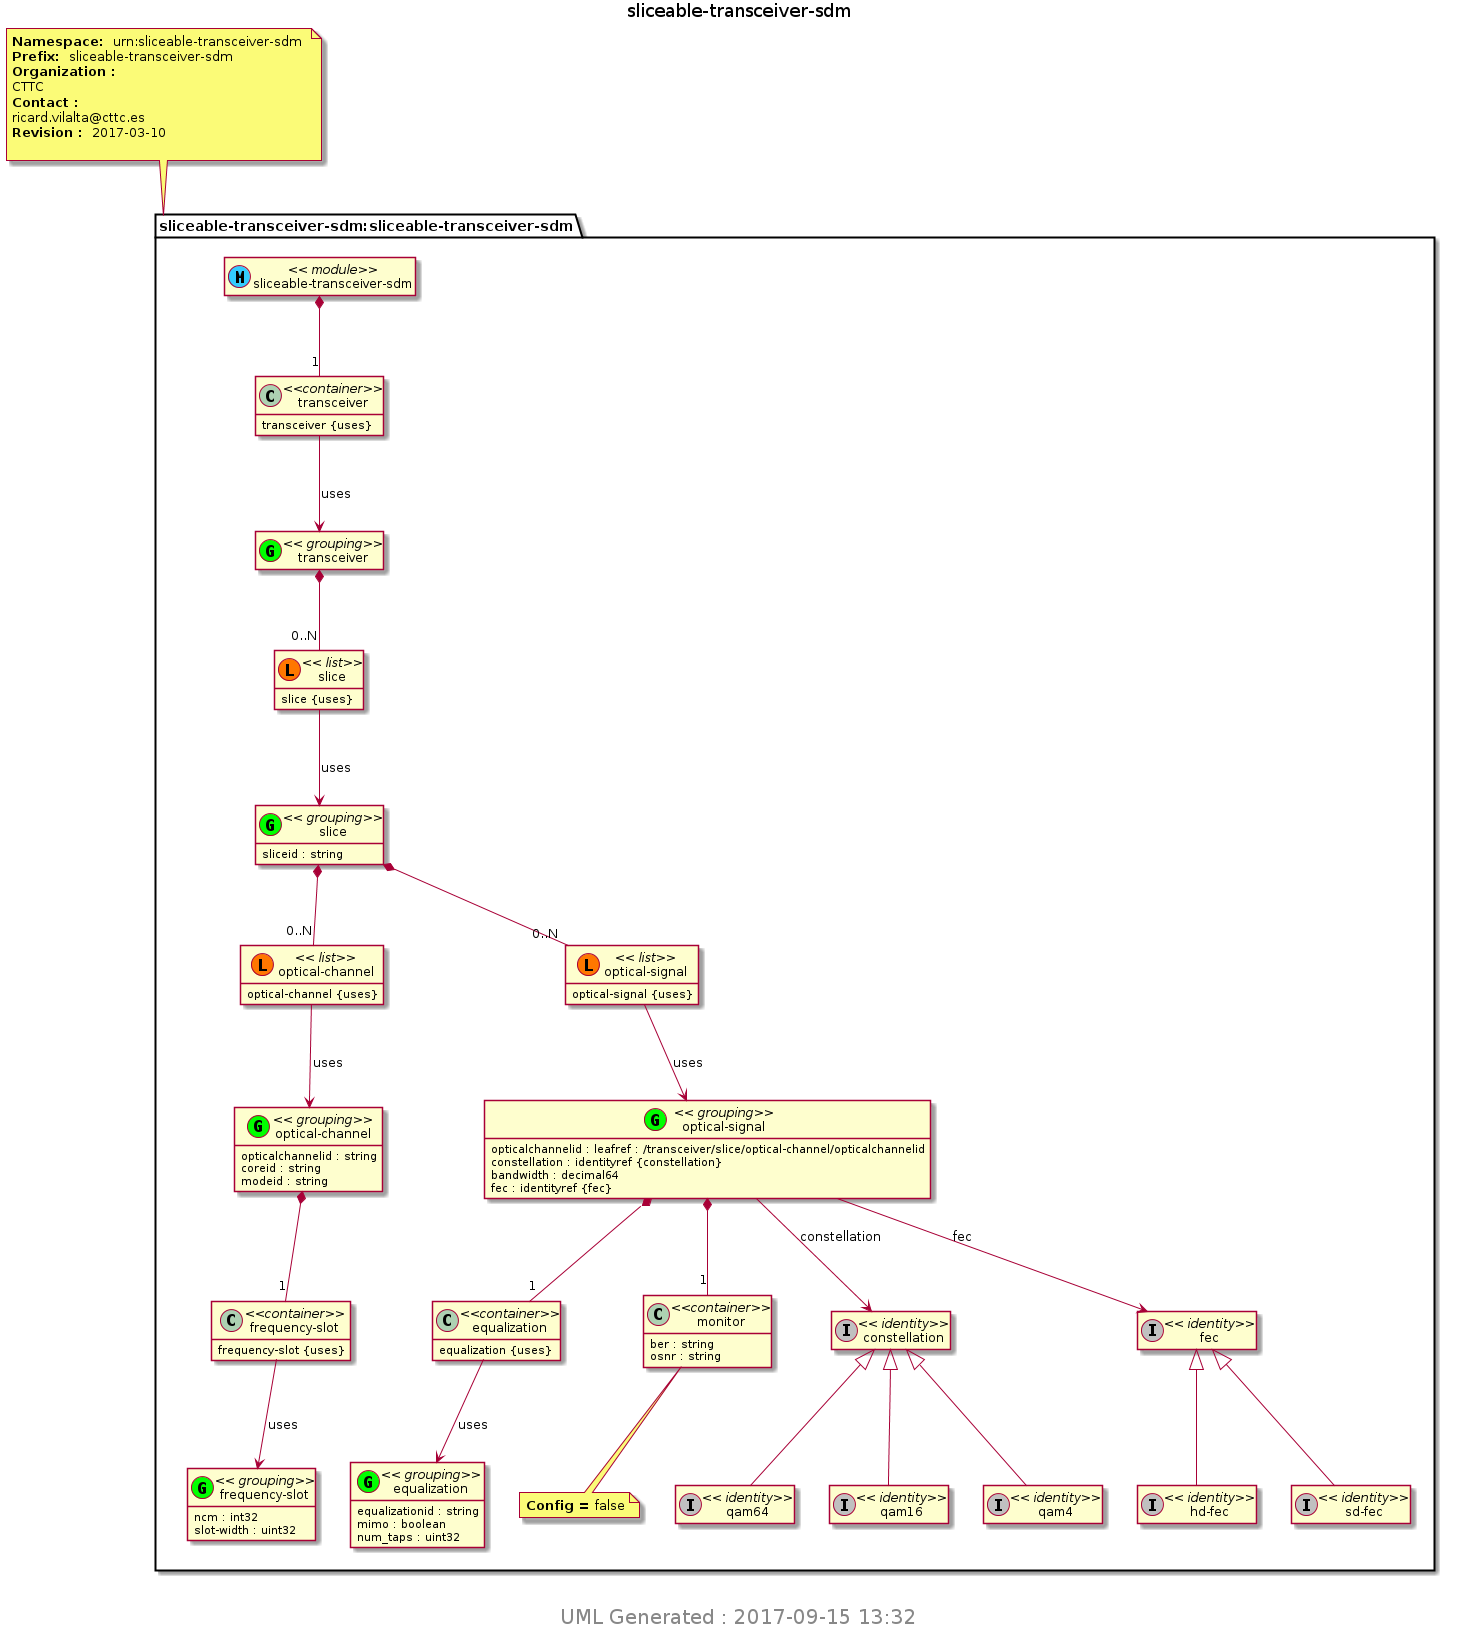 sliceable-transceiver-sdm
Namespace: urn:sliceable-transceiver-sdm
Prefix: sliceable-transceiver-sdm
Organization :
CTTC
Contact :
ricard.vilalta@cttc.es
Revision : 2017-03-10
sliceable-transceiver-sdm:sliceable-transceiver-sdm
M
<< module>>
sliceable-transceiver-sdm
1
C
<<container>>
transceiver
transceiver {uses}
uses
G
<< grouping>>
transceiver
0..N
L
<< list>>
slice
slice {uses}
uses
G
<< grouping>>
slice
sliceid : string
0..N
0..N
L
<< list>>
optical-channel
optical-channel {uses}
L
<< list>>
optical-signal
optical-signal {uses}
uses
uses
G
<< grouping>>
optical-channel
opticalchannelid : string
coreid : string
modeid : string
G
<< grouping>>
optical-signal
opticalchannelid : leafref : /transceiver/slice/optical-channel/opticalchannelid
constellation : identityref {constellation}
bandwidth : decimal64
fec : identityref {fec}
constellation
fec
1
1
1
C
<<container>>
frequency-slot
frequency-slot {uses}
C
<<container>>
equalization
equalization {uses}
C
<<container>>
monitor
ber : string
osnr : string
I
<< identity>>
constellation
I
<< identity>>
fec
uses
uses
G
<< grouping>>
frequency-slot
ncm : int32
slot-width : uint32
G
<< grouping>>
equalization
equalizationid : string
mimo : boolean
num_taps : uint32
Config = false
I
<< identity>>
qam64
I
<< identity>>
qam16
I
<< identity>>
qam4
I
<< identity>>
hd-fec
I
<< identity>>
sd-fec
UML Generated : 2017-09-15 13:32